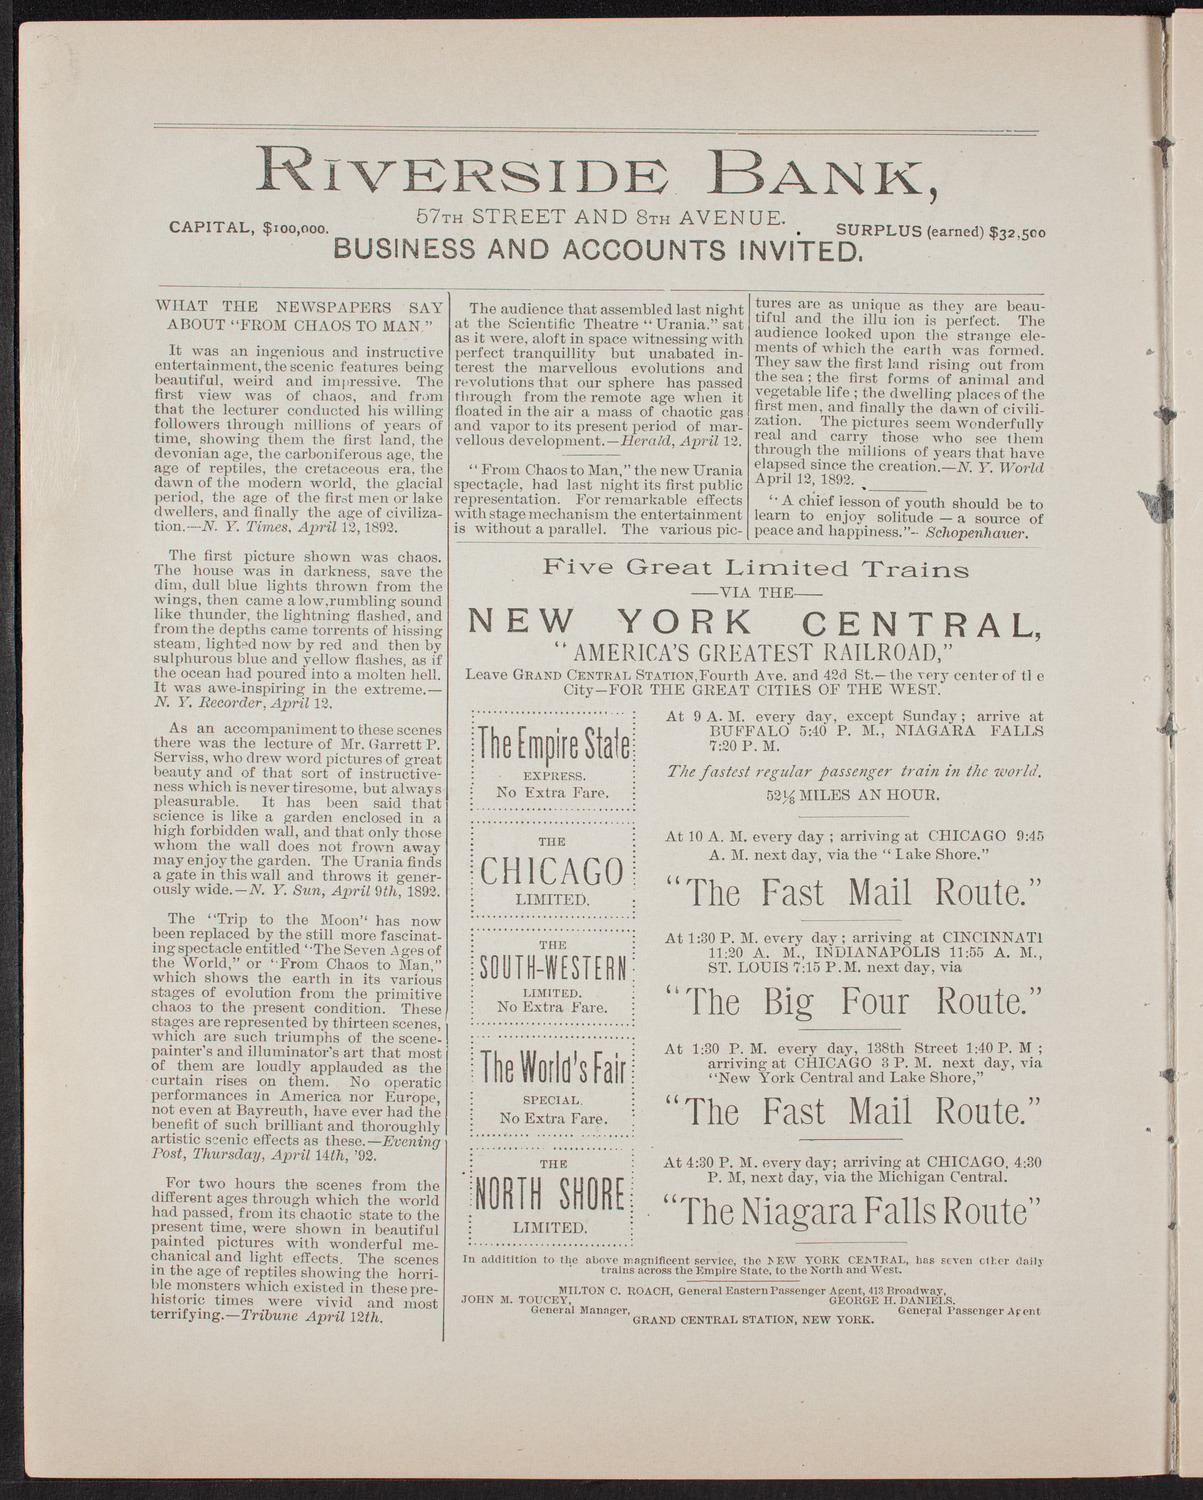 RIVERSIDE BANK,
57TH STREET AND 8TH AVENUE.
CAPITAL, $100,000.
SURPLUS (earned) $32,500
BUSINESS AND ACCOUNTS INVITED.
WHAT THE NEWSPAPERS SAY
ABOUT "FROM CHAOS TO MAN."
It was an ingenious and instructive
entertainment, the scenic features being
beautiful, weird and impressive. The
first view was of chaos, and from
that the lecturer conducted his willing
followers through millions of years of
time, showing them the first land, the
devonian age, the carboniferous age, the
age of reptiles, the cretaceous era, the
dawn of the modern world, the glacial
period, the age of the first men or lake
dwellers, and finally the age of civiliza-
tion.—N. Y. Times, April 12, 1892.
The first picture shown was chaos.
The house was in darkness, save the
dim, dull blue lights thrown from the
wings, then came a low, rumbling sound
like thunder, the lightning flashed, and
from the depths came torrents of hissing
steam, lighted now by red and then by
sulphurous blue and yellow flashes, as if
the ocean had poured into a molten hell.
It was awe-inspiring in the extreme.—
N. Y. Recorder, April 12.
As an accompaniment to these scenes
there was the lecture of Mr. Garrett P.
Serviss, who drew word pictures of great
beauty and of that sort of instructive-
ness which is never tiresome, but always
pleasurable. It has been said that
science is like a garden enclosed in a
high forbidden wall, and that only those
whom the wall does not frown away
may enjoy the garden. The Urania finds
a gate in this wall and throws it gener-
ously wide.—N. Y. Sun, April 9th, 1892.
The "Trip to the Moon" has now
been replaced by the still more fascinat-
ing spectacle entitled "The Seven Ages of
the World," or "From Chaos to Man,"
which shows the earth in its various
stages of evolution from the primitive
chaos to the present condition. These
stages are represented by thirteen scenes,
which are such triumphs of the scene-
painter's and illuminator's art that most
of them are loudly applauded as the
curtain rises on them. No operatic
performances in America nor Europe,
not even at Bayreuth, have ever had the
benefit of such brilliant and thoroughly
artistic scenic effects as these.—Evening
Post, Thursday, April 14th, '92.
For two hours the scenes from the
different ages through which the world
had passed, from its chaotic state to the
present time, were shown in beautiful
painted pictures with wonderful me-
chanical and light effects. The scenes
in the age of reptiles showing the horri-
ble monsters which existed in these pre-
historic times were vivid and most
terrifying.—Tribune April 12th.
The audience that assembled last night
at the Scientific Theatre "Urania." sat
as it were, aloft in space witnessing with
perfect tranquillity but unabated in-
terest the marvellous evolutions and
revolutions that our sphere has passed
through from the remote age when it
floated in the air a mass of chaotic gas
and vapor to its present period of mar-
vellous development.—Herald, April 12.
"From Chaos to Man," the new Urania
spectacle, had last night its first public
representation. For remarkable effects
with stage mechanism the entertainment
is without a parallel. The various pic-
tures are as unique as they are beau-
tiful and the illu ion is perfect. The
audience looked upon the strange ele-
ments of which the earth was formed.
They saw the first land rising out from
the sea; the first forms of animal and
vegetable life; the dwelling places of the
first men, and finally the dawn of civili-
zation. The pictures seem wonderfully
real and carry those who see them
through the millions of years that have
elapsed since the creation.—N. Y. World
April 12, 1892.
"A chief lesson of youth should be to
learn to enjoy solitude—a source of
peace and happiness."—Schopenhauer.
Five Great Limited Trains
—VIA THE—
NEW YORK CENTRAL,
"AMERICA'S GREATEST RAILROAD,"
Leave GRAND CENTRAL STATION, Fourth Ave. and 42d St.—the very center of tl e
City—FOR THE GREAT CITIES OF THE WEST.
The Empire State
EXPRESS.
No Extra Fare.
At 9 A. M. every day, except Sunday; arrive at
BUFFALO 5:40 P. M., NIAGARA FALLS
7:20 P. M.
The fastest regular passenger train in the world.
52⅛ MILES AN HOUR.
THE
CHICAGO
LIMITED.
At 10 A. M. every day; arriving at CHICAGO 9:45
A. M. next day, via the "Lake Shore."
"The Fast Mail Route."
THE
SOUTH-WESTERN
LIMITED.
No Extra Fare.
At 1:30 P. M. every day; arriving at CINCINNATI
11:20 A. M., INDIANAPOLIS 11:55 A. M.,
ST. LOUIS 7:15 P. M. next day, via
"The Big Four Route."
The World's Fair
SPECIAL.
No Extra Fare.
At 1:30 P. M. every day, 138th Street 1:40 P. M;
arriving at CHICAGO 3 P. M. next day, via
"New York Central and Lake Shore,"
"The Fast Mail Route."
THE
NORTH SHORE
LIMITED.
At 4:30 P. M. every day; arriving at CHICAGO, 4:30
P. M, next day, via the Michigan Central.
"The Niagara Falls Route"
In additition to the above magnificent service, the NEW YORK CENTRAL, has seven other daily
trains across the Empire State, to the North and West.
MILTON C. ROACH, General Eastern Passenger Agent, 413 Broadway,
JOHN M. TOUCEY,
General Manager,
GEORGE H. DANIELS.
General Passenger Agent
GRAND CENTRAL STATION, NEW YORK.